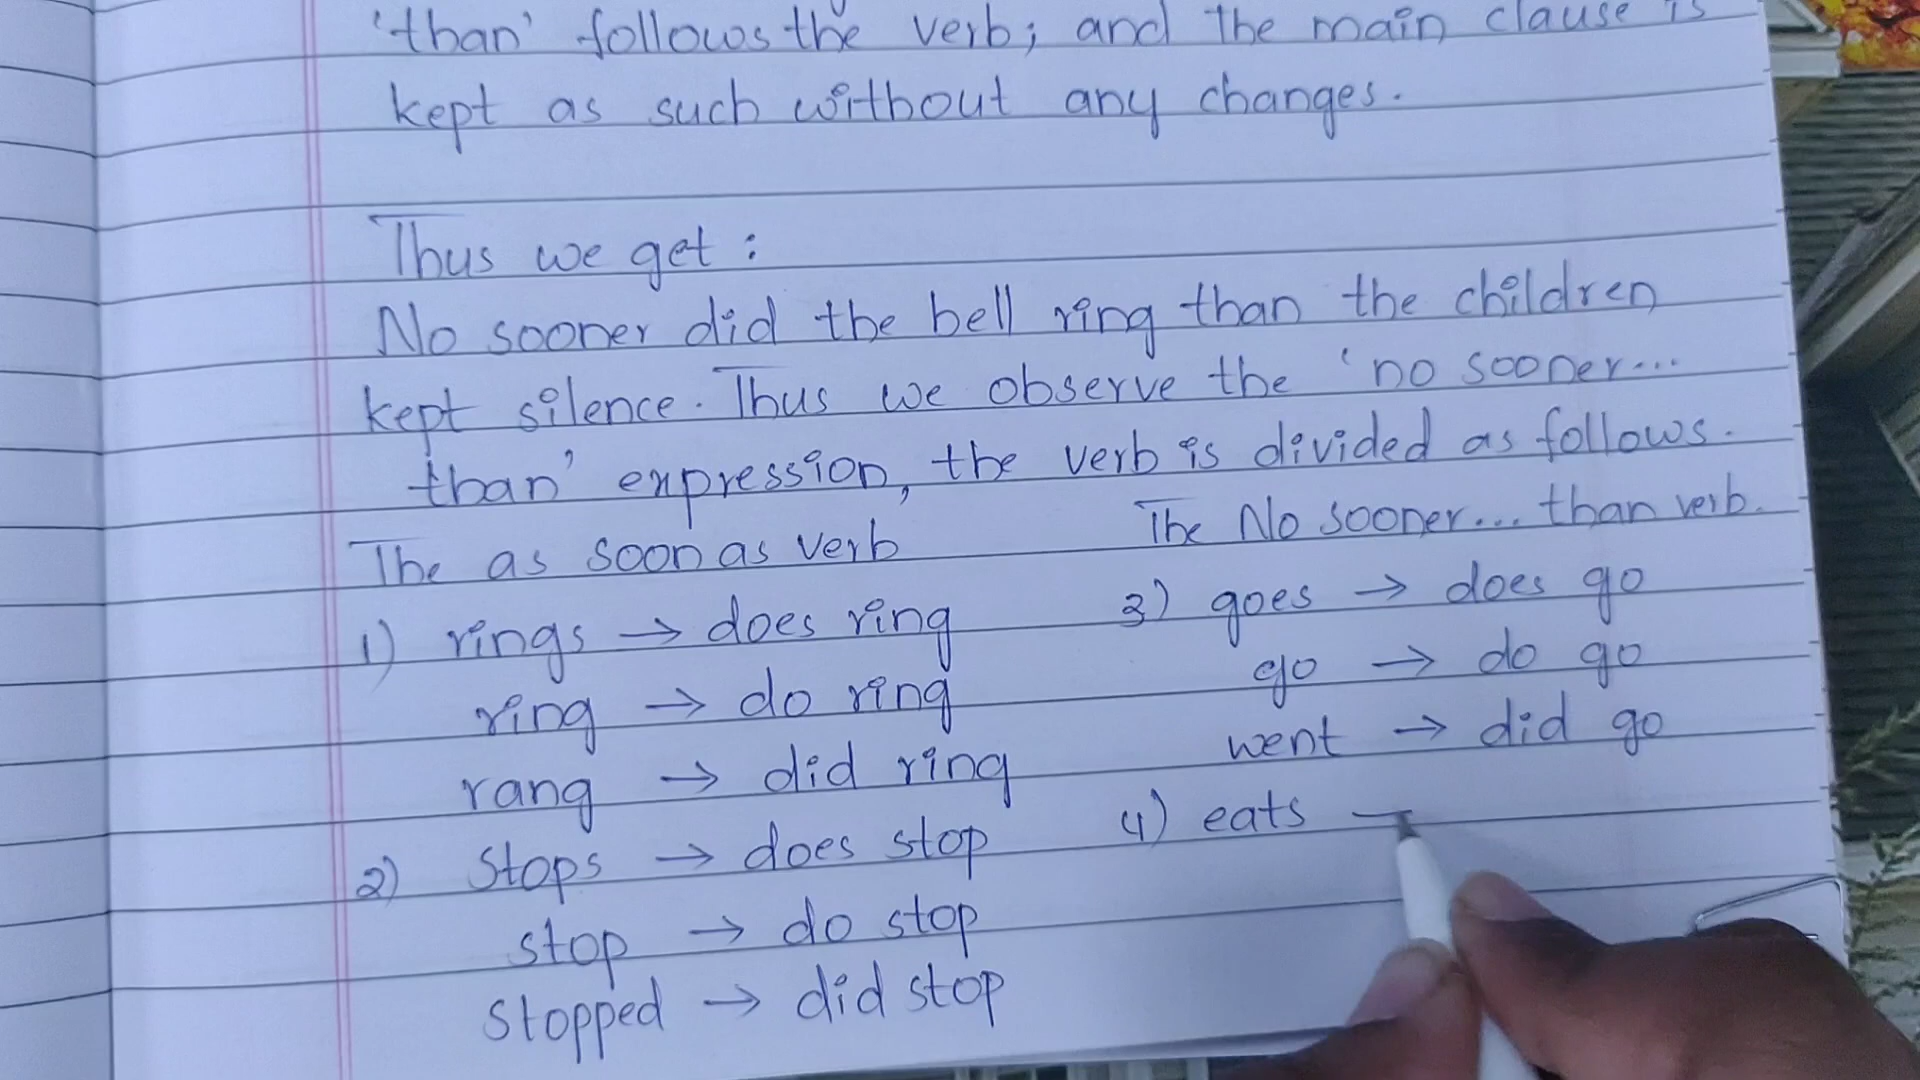 'than' follows the verb; and the main clause is
kept as such without any changes.
Thus we get :
No sooner did the bell ring than the children
kept silence. Thus we observe the 'no sooner...
than' expression, the verb is divided as follows.
The as soon as verb
The No sooner... than verb.
1) rings → does ring
ring → do ring
rang → did ring
2) stops → does stop
stop → do stop
stopped → did stop
3) goes → does go
go → do go
went → did go
4) eats —